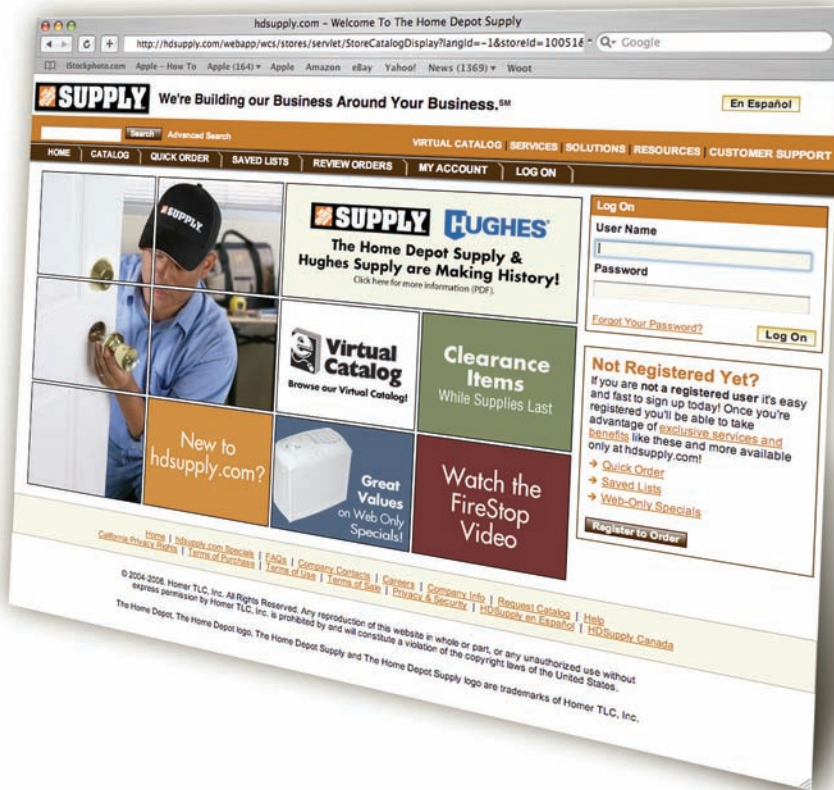 hdsupply.com – Welcome To The Home Depot Supply
http://hdsupply.com/webapp/wcs/stores/servlet/StoreCatalogDisplay?langId=-1&storeId=10051&
Google
iStockphoto.com Apple – How To Apple (164) Apple Amazon eBay Yahoo! News (1369) Woot
SUPPLY We're Building our Business Around Your Business.℠
En Español
Search Advanced Search
VIRTUAL CATALOG | SERVICES | SOLUTIONS | RESOURCES | CUSTOMER SUPPORT
HOME CATALOG QUICK ORDER SAVED LISTS REVIEW ORDERS MY ACCOUNT LOG ON
SUPPLY
SUPPLY HUGHES
The Home Depot Supply &
Hughes Supply are Making History!
Click here for more information (PDF).
e Virtual
Catalog
Browse our Virtual Catalog!
Clearance
Items
While Supplies Last
New to
hdsupply.com?
Great
Values
on Web Only
Specials!
Watch the
FireStop
Video
Log On
User Name
Password
Forgot Your Password?
Log On
Not Registered Yet?
If you are not a registered user it's easy
and fast to sign up today! Once you're
registered you'll be able to take
advantage of exclusive services and
benefits like these and more available
only at hdsupply.com!
Quick Order
Saved Lists
Web-Only Specials
Register to Order
Home | hdsupply.com Specials | FAQs | Company Contacts | Careers | Company Info | Request Catalog | Help
California Privacy Rights | Terms of Purchase | Terms of Use | Terms of Sale | Privacy & Security | HDSupply en Español | HDSupply Canada
© 2004-2006. Homer TLC, Inc. All Rights Reserved. Any reproduction of this website in whole or part, or any unauthorized use without
express permission by Homer TLC, Inc. is prohibited by and will constitute a violation of the copyright laws of the United States.
The Home Depot, The Home Depot logo, The Home Depot Supply and The Home Depot Supply logo are trademarks of Homer TLC, Inc.